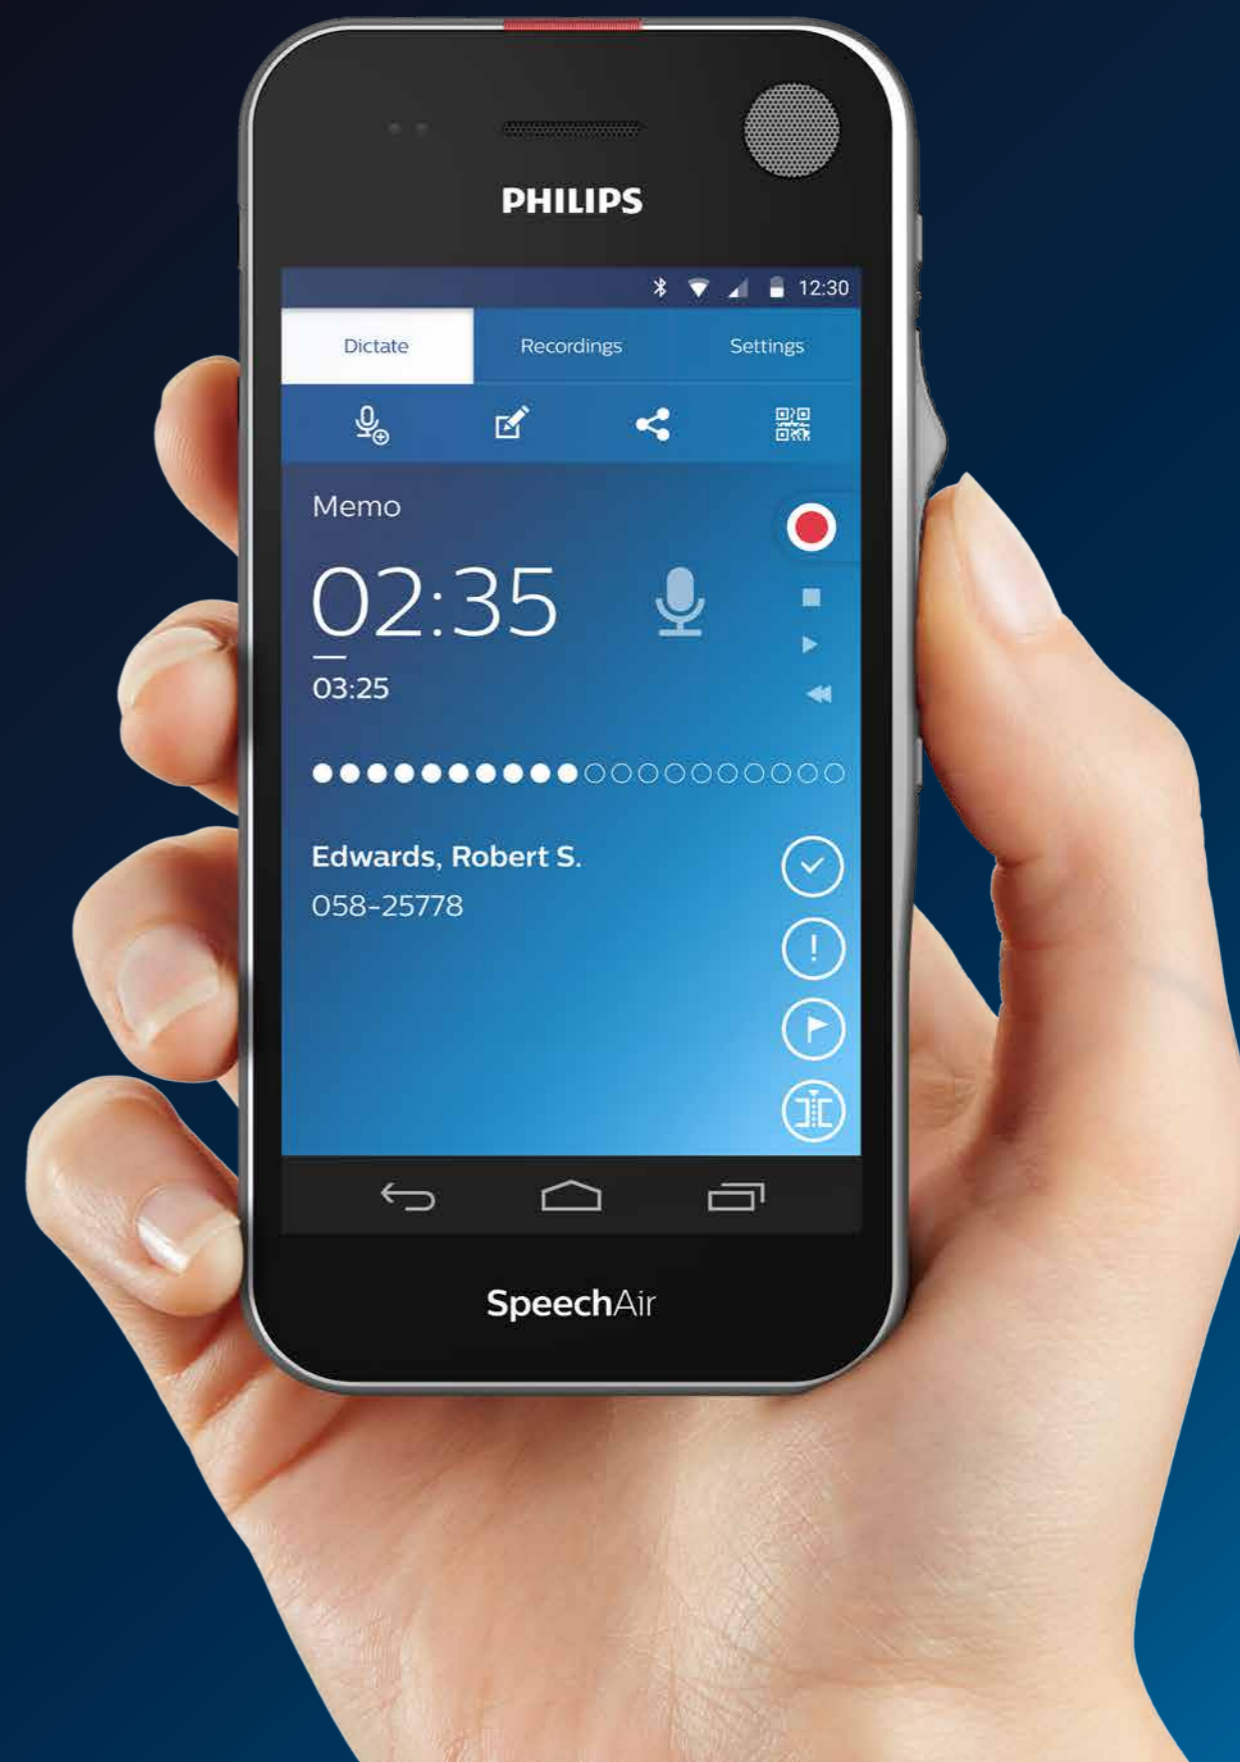 PHILIPS
12:30
Dictate Recordings Settings
Memo
02:35
03:25
Edwards, Robert S.
058-25778
SpeechAir